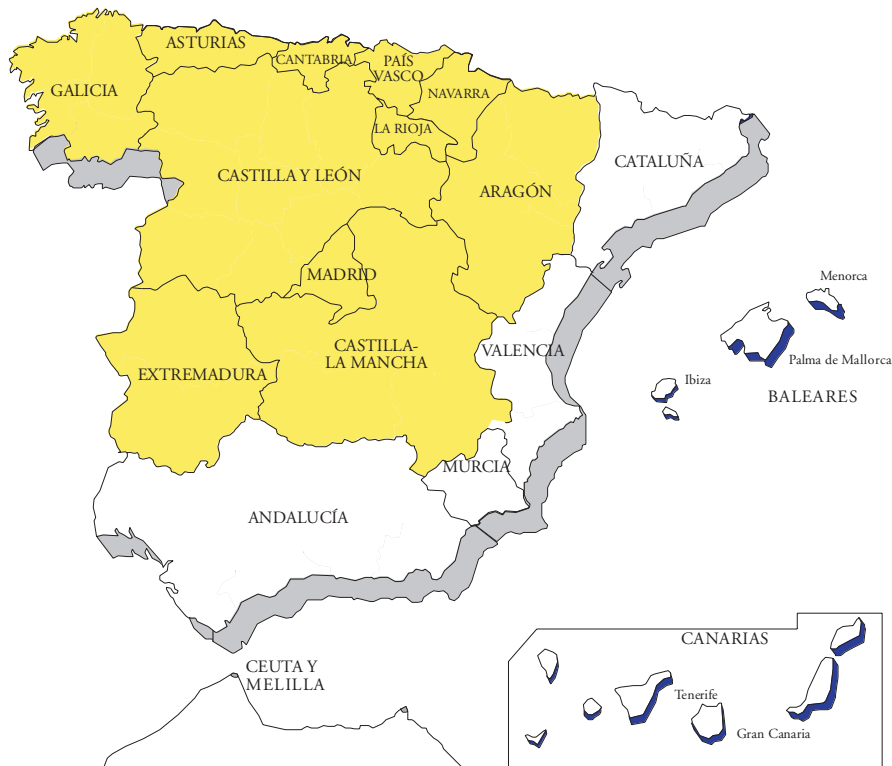 ASTURIAS
CANTABRIA
PAÍS
VASCO
GALICIA
NAVARRA
LA RIOJA
CATALUÑA
CASTILLA Y LEÓN
ARAGÓN
MADRID
Menorca
CASTILLA-
LA MANCHA
VALENCIA
Palma de Mallorca
EXTREMADURA
Ibiza
BALEARES
MURCIA
ANDALUCÍA
CANARIAS
CEUTA Y
MELILLA
Tenerife
Gran Canaria